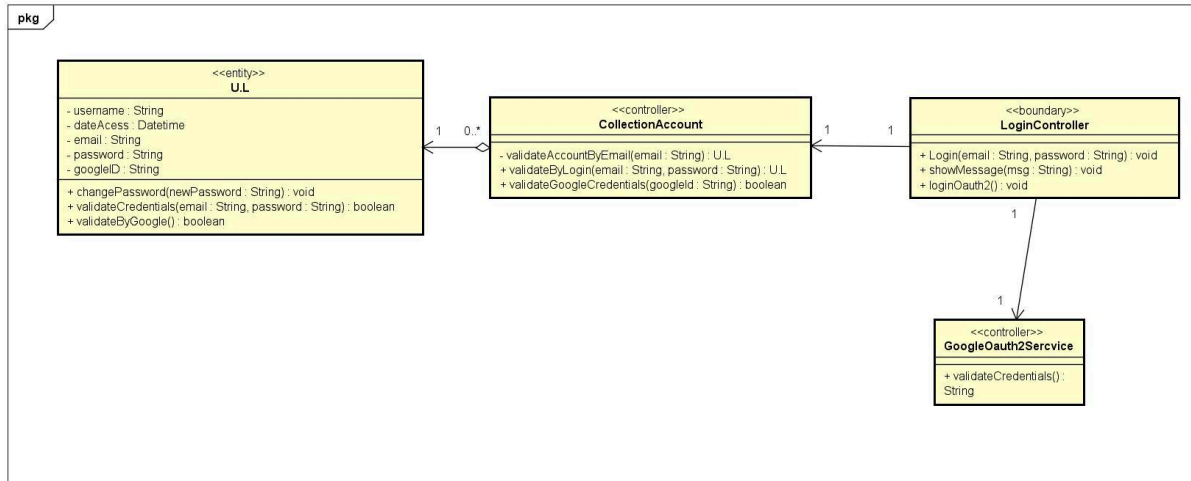 pkg
<<entity>>
U.L
- username : String
- dateAcess : Datetime
- email : String
- password : String
- googleID : String
+ changePassword(newPassword : String) : void
+ validateCredentials(email : String, password : String) : boolean
+ validateByGoogle() : boolean
1
0..*
<<controller>>
CollectionAccount
- validateAccountByEmail(email : String) : U.L
+ validateByLogin(email : String, password : String) : U.L
+ validateGoogleCredentials(googleId : String) : boolean
1
1
<<boundary>>
LoginController
+ Login(email : String, password : String) : void
+ showMessage(msg : String) : void
+ loginOauth2() : void
1
1
<<controller>>
GoogleOauth2Sercvice
+ validateCredentials() :
String